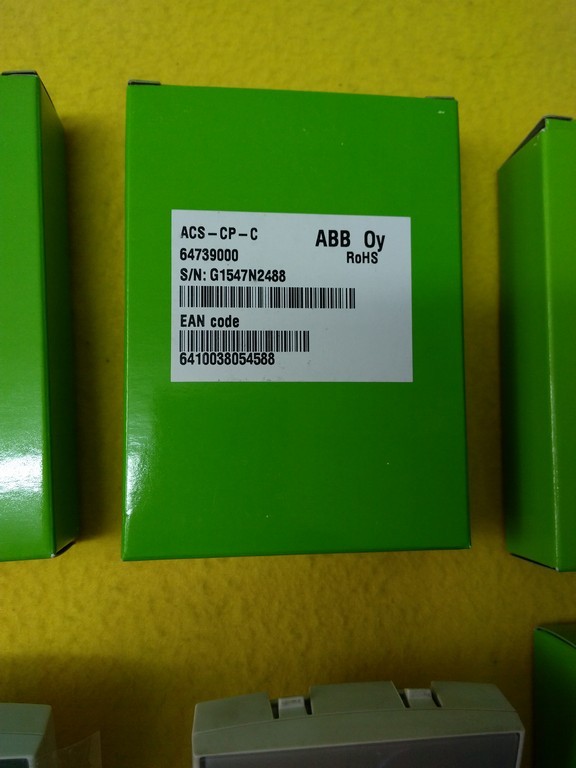 ACS-CP-C
ABB Oy
64739000
RoHS
S/N: G1547N2488
EAN code
6410038054588